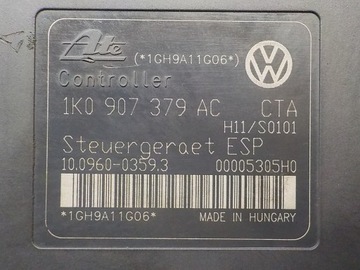 Ate (*1GH9A11G06*)
Controller
1K0 907 379 AC CTA
H11/S0101
Steuergeraet ESP
10.0960-0359.3 00005305H0
*1GH9A11G06* MADE IN HUNGARY